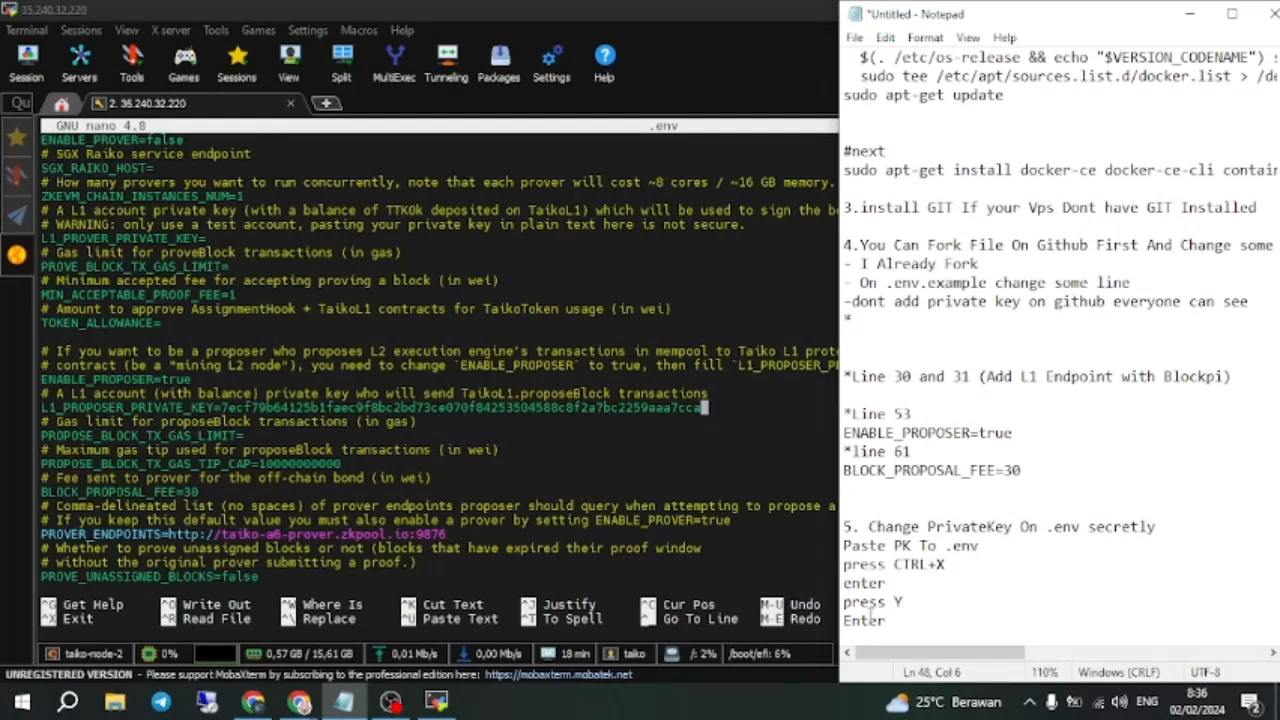 35.240.32.220
Terminal Sessions View X server Tools Games Settings Macros Help
Session Servers Tools Games Sessions View Split MultiExec Tunneling Packages Settings Help
Qu
2. 35.240.32.220
GNU nano 4.8 .env
ENABLE_PROVER=false
# SGX Raiko service endpoint
SGX_RAIKO_HOST=
# How many provers you want to run concurrently, note that each prover will cost ~8 cores / ~16 GB memory.
ZKEVM_CHAIN_INSTANCES_NUM=1
# A L1 account private key (with a balance of TTKOk deposited on TaikoL1) which will be used to sign the b
# WARNING: only use a test account, pasting your private key in plain text here is not secure.
L1_PROVER_PRIVATE_KEY=
# Gas limit for proveBlock transactions (in gas)
PROVE_BLOCK_TX_GAS_LIMIT=
# Minimum accepted fee for accepting proving a block (in wei)
MIN_ACCEPTABLE_PROOF_FEE=1
# Amount to approve AssignmentHook + TaikoL1 contracts for TaikoToken usage (in wei)
TOKEN_ALLOWANCE=
# If you want to be a proposer who proposes L2 execution engine's transactions in mempool to Taiko L1 prot
# contract (be a "mining L2 node"), you need to change `ENABLE_PROPOSER` to true, then fill `L1_PROPOSER_P
ENABLE_PROPOSER=true
# A L1 account (with balance) private key who will send TaikoL1.proposeBlock transactions
L1_PROPOSER_PRIVATE_KEY=7ecf79b64125b1faec9f8bc2bd73ce070f84253504588c8f2a7bc2259aaa7cca
# Gas limit for proposeBlock transactions (in gas)
PROPOSE_BLOCK_TX_GAS_LIMIT=
# Maximum gas tip used for proposeBlock transactions (in wei)
PROPOSE_BLOCK_TX_GAS_TIP_CAP=10000000000
# Fee sent to prover for the off-chain bond (in wei)
BLOCK_PROPOSAL_FEE=30
# Comma-delineated list (no spaces) of prover endpoints proposer should query when attempting to propose a
# If you keep this default value you must also enable a prover by setting ENABLE_PROVER=true
PROVER_ENDPOINTS=http://taiko-a6-prover.zkpool.io:9876
# Whether to prove unassigned blocks or not (blocks that have expired their proof window
# without the original prover submitting a proof.)
PROVE_UNASSIGNED_BLOCKS=false
^G Get Help ^O Write Out ^W Where Is ^K Cut Text ^J Justify ^C Cur Pos M-U Undo
^X Exit ^R Read File ^\ Replace ^U Paste Text ^T To Spell ^_ Go To Line M-E Redo
taiko-node-2 0% 0,57 GB / 15,61 GB 0,01 Mb/s 0,00 Mb/s 18 min taiko /: 2% /boot/efi: 6%
UNREGISTERED VERSION - Please support MobaXterm by subscribing to the professional edition here: https://mobaxterm.mobatek.net
*Untitled - Notepad
File Edit Format View Help
$(. /etc/os-release && echo "$VERSION_CODENAME")
sudo tee /etc/apt/sources.list.d/docker.list > /de
sudo apt-get update
#next
sudo apt-get install docker-ce docker-ce-cli contain
3.install GIT If your Vps Dont have GIT Installed
4.You Can Fork File On Github First And Change some
- I Already Fork
- On .env.example change some line
-dont add private key on github everyone can see
*
*Line 30 and 31 (Add L1 Endpoint with Blockpi)
*Line 53
ENABLE_PROPOSER=true
*line 61
BLOCK_PROPOSAL_FEE=30
5. Change PrivateKey On .env secretly
Paste PK To .env
press CTRL+X
enter
press Y
Enter
Ln 48, Col 6 110% Windows (CRLF) UTF-8
25°C Berawan ENG 8:36
02/02/2024
2